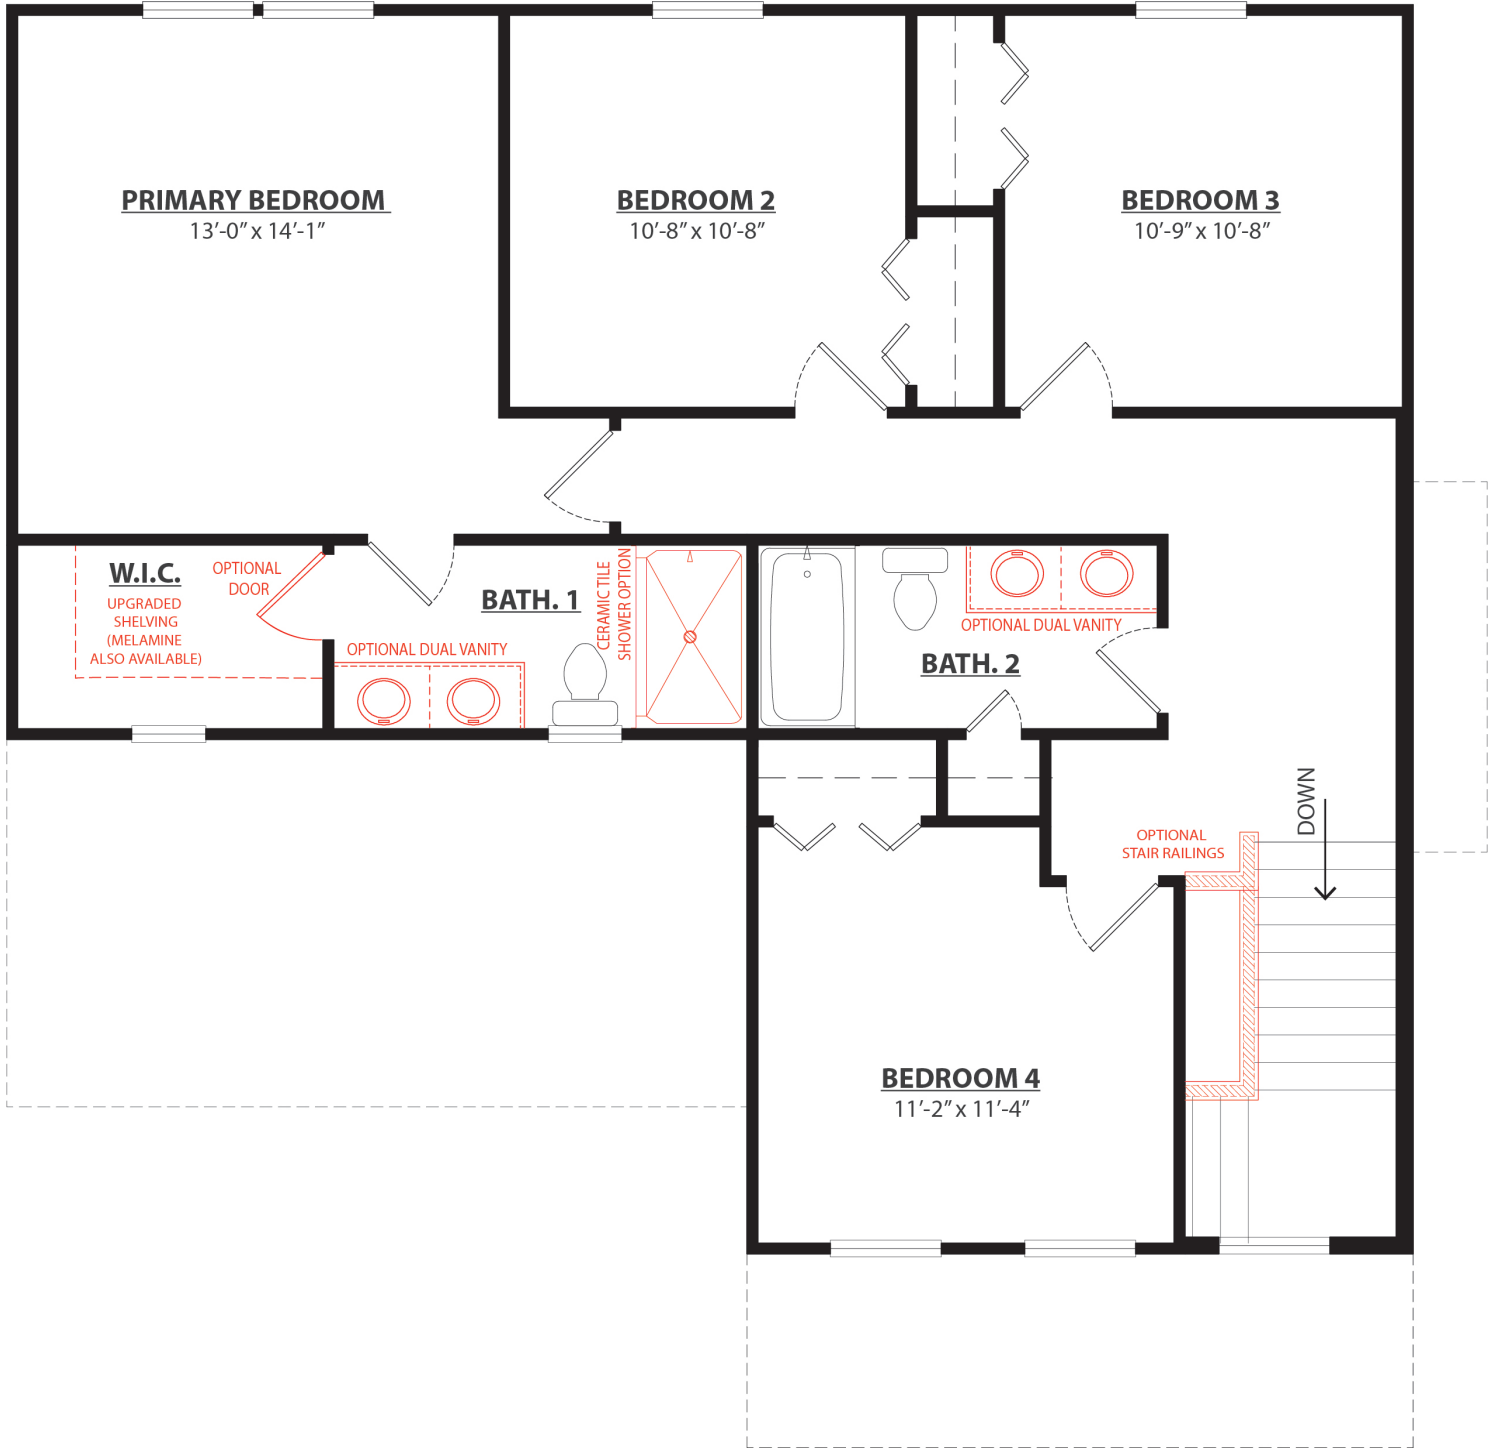 PRIMARY BEDROOM
13’-0” x 14’-1”
BEDROOM 2
10’-8” x 10’-8”
BEDROOM 3
10’-9” x 10’-8”
W.I.C.
UPGRADED
SHELVING
(MELAMINE
ALSO AVAILABLE)
OPTIONAL
DOOR
BATH. 1
OPTIONAL DUAL VANITY
CERAMIC TILE
SHOWER OPTION
OPTIONAL DUAL VANITY
BATH. 2
DOWN
OPTIONAL
STAIR RAILINGS
BEDROOM 4
11’-2” x 11’-4”